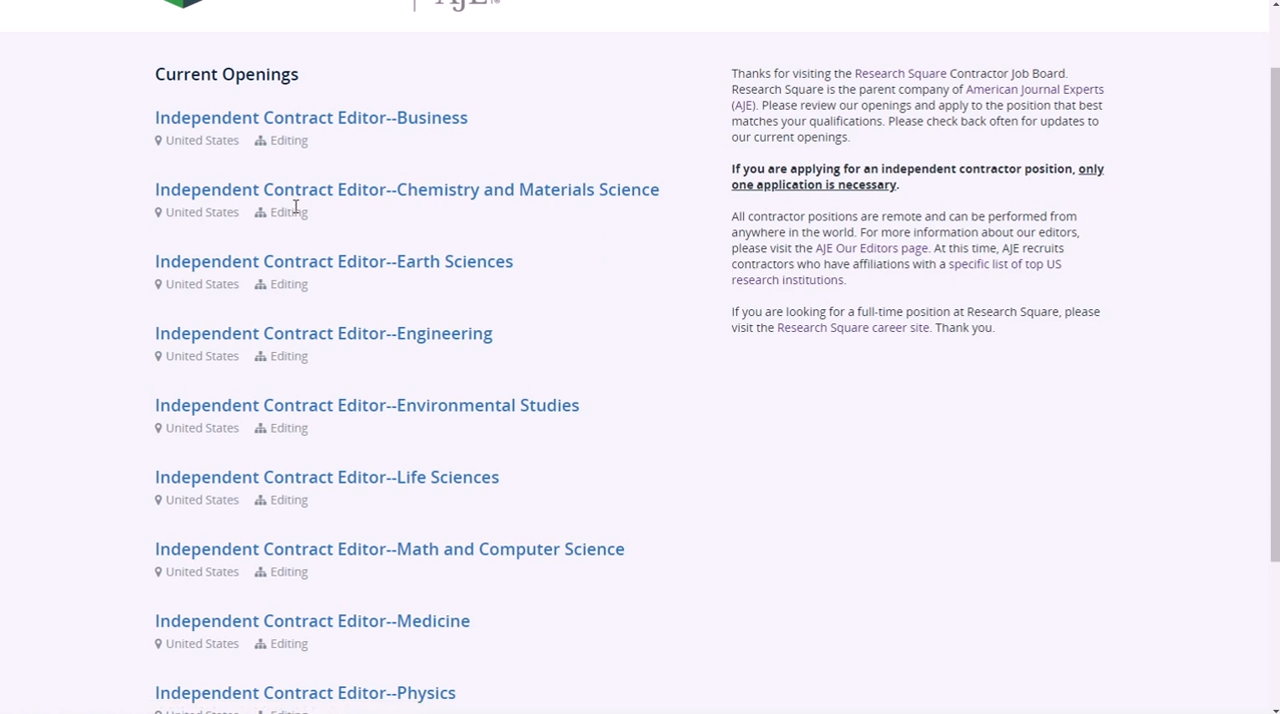 AJE
Current Openings
Independent Contract Editor--Business
United States Editing
Independent Contract Editor--Chemistry and Materials Science
United States Editing
Independent Contract Editor--Earth Sciences
United States Editing
Independent Contract Editor--Engineering
United States Editing
Independent Contract Editor--Environmental Studies
United States Editing
Independent Contract Editor--Life Sciences
United States Editing
Independent Contract Editor--Math and Computer Science
United States Editing
Independent Contract Editor--Medicine
United States Editing
Independent Contract Editor--Physics
United States Editing
Thanks for visiting the Research Square Contractor Job Board.
Research Square is the parent company of American Journal Experts
(AJE). Please review our openings and apply to the position that best
matches your qualifications. Please check back often for updates to
our current openings.
If you are applying for an independent contractor position, only
one application is necessary.
All contractor positions are remote and can be performed from
anywhere in the world. For more information about our editors,
please visit the AJE Our Editors page. At this time, AJE recruits
contractors who have affiliations with a specific list of top US
research institutions.
If you are looking for a full-time position at Research Square, please
visit the Research Square career site. Thank you.